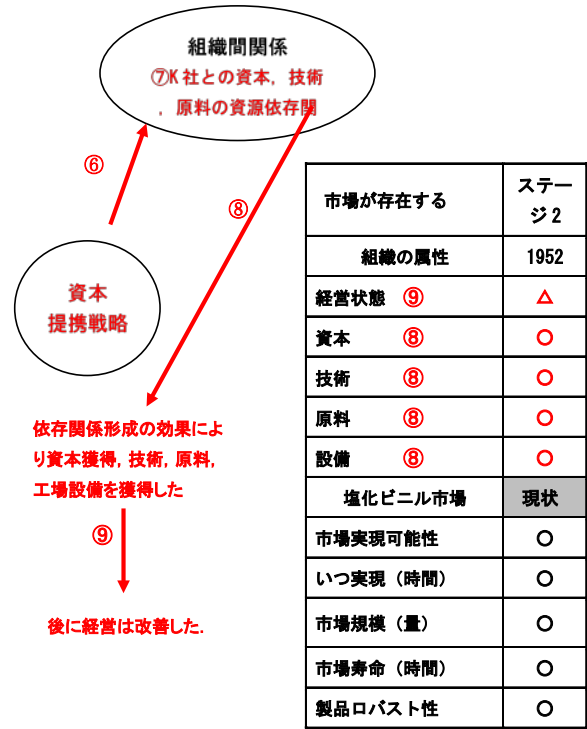 組織間関係
⑦K社との資本，技術
，原料の資源依存関
⑥
⑧
資本
提携戦略
依存関係形成の効果によ
り資本獲得，技術，原料，
工場設備を獲得した
⑨
後に経営は改善した．
市場が存在する ステー
ジ2
組織の属性 1952
経営状態 ⑨ △
資本 ⑧ ○
技術 ⑧ ○
原料 ⑧ ○
設備 ⑧ ○
塩化ビニル市場 現状
市場実現可能性 ○
いつ実現（時間） ○
市場規模（量） ○
市場寿命（時間） ○
製品ロバスト性 ○